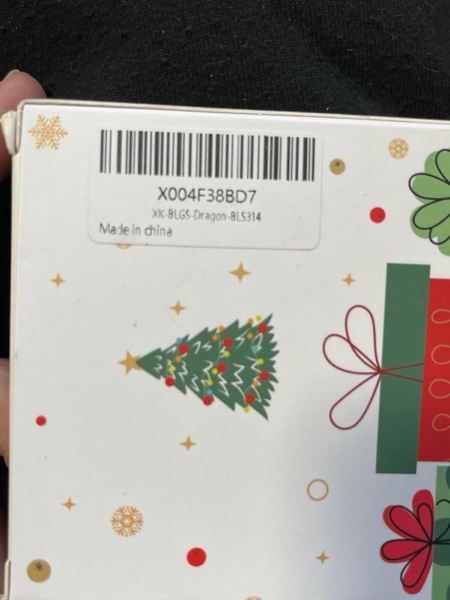 X004F38BD7
XK-BLGS-Dragon-BLS314
Made in china